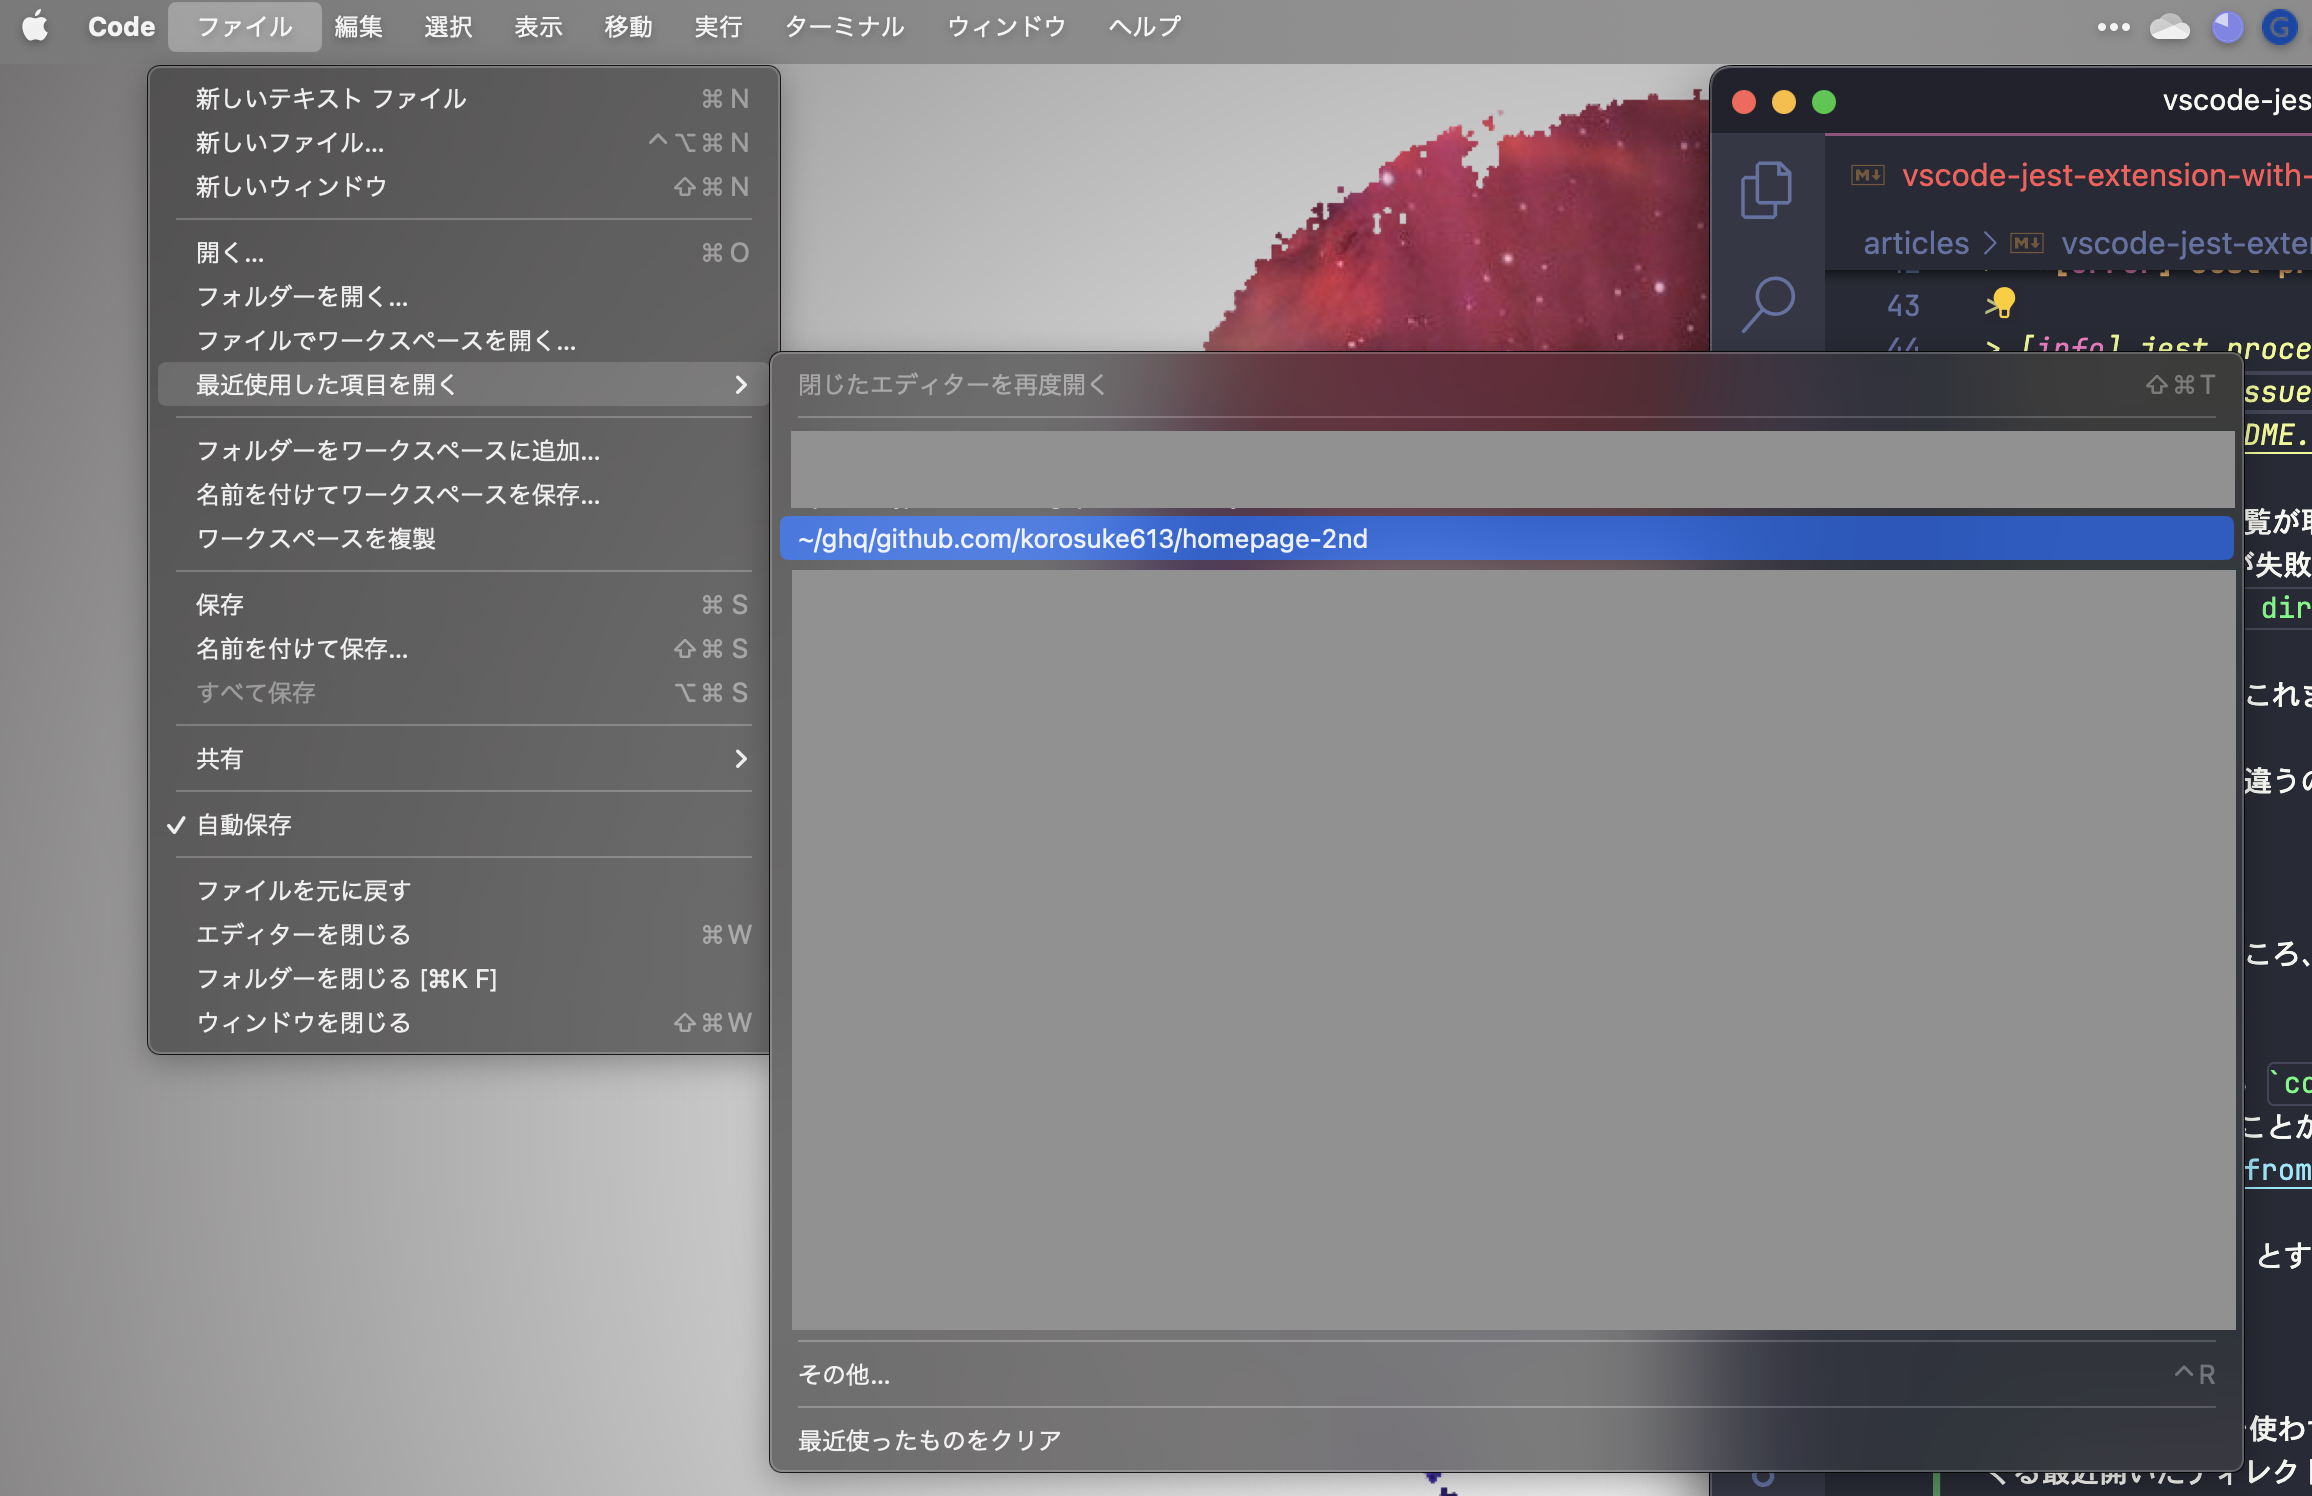 Code ファイル 編集 選択 表示 移動 実行 ターミナル ウィンドウ ヘルプ
新しいテキスト ファイル ⌘ N
新しいファイル... ^⌥⌘ N
新しいウィンドウ ⇧⌘ N
開く... ⌘ O
フォルダーを開く...
ファイルでワークスペースを開く...
最近使用した項目を開く
フォルダーをワークスペースに追加...
名前を付けてワークスペースを保存...
ワークスペースを複製
保存 ⌘ S
名前を付けて保存... ⇧⌘ S
すべて保存 ⌥⌘ S
共有
✓ 自動保存
ファイルを元に戻す
エディターを閉じる ⌘W
フォルダーを閉じる [⌘K F]
ウィンドウを閉じる ⇧⌘W
閉じたエディターを再度開く ⇧⌘T
~/ghq/github.com/korosuke613/homepage-2nd
その他... ^R
最近使ったものをクリア
vscode-jes
vscode-jest-extension-with-
articles > vscode-jest-exte
43 >
44 > [info] jest proce
ssue
DME.
覧が
失敗
dir
これ
違う
ころ、
`co
ことか
from
とす
使わ
くる最近開いたディレクト